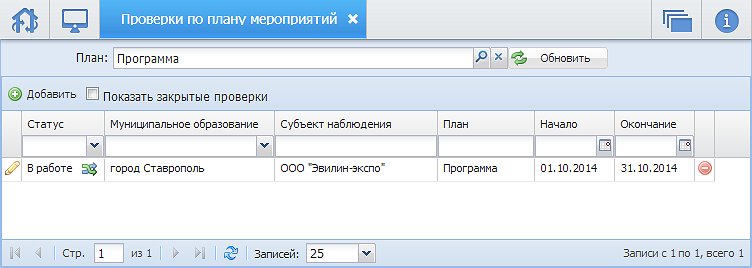 Проверки по плану мероприятий
План: Программа Обновить
Добавить Показать закрытые проверки
Статус Муниципальное образование Субъект наблюдения План Начало Окончание
В работе город Ставрополь ООО "Эвилин-экспо" Программа 01.10.2014 31.10.2014
Стр. 1 из 1 Записей: 25 Записи с 1 по 1, всего 1